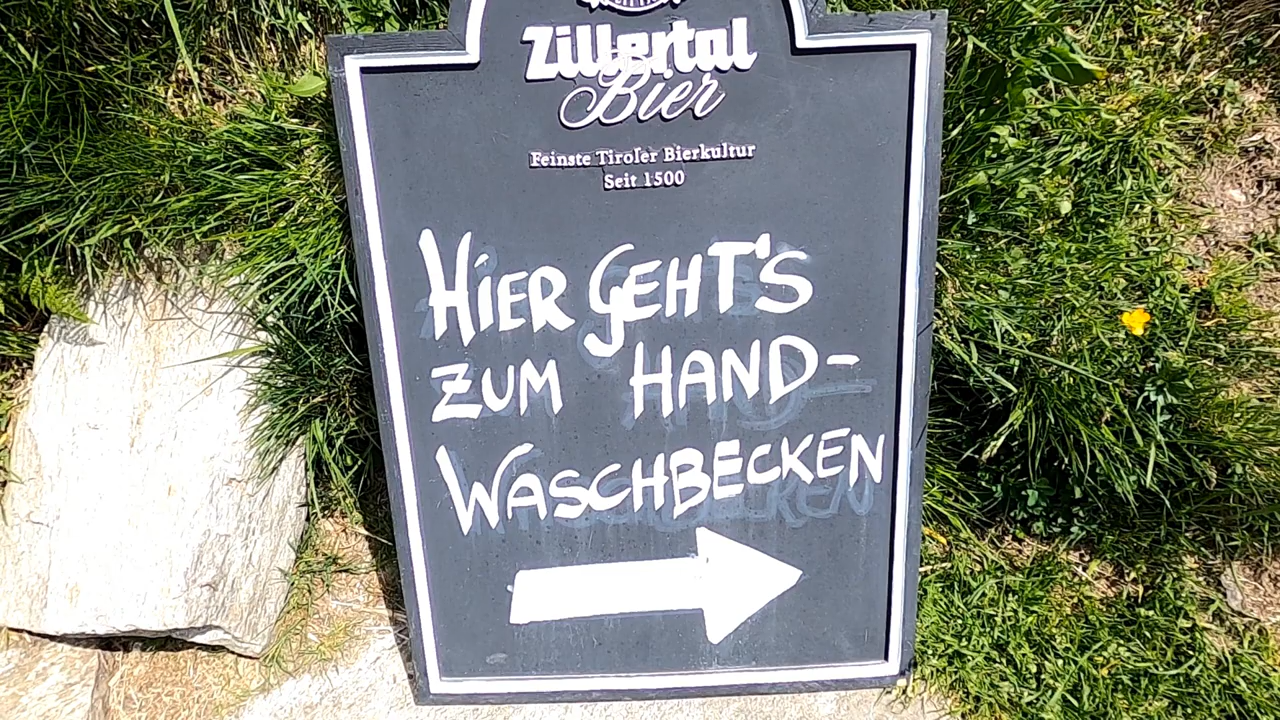 Zillertal
Bier
Feinste Tiroler Bierkultur
Seit 1500
HiER GEHT'S
ZUM HAND-
WASCHBECKEN